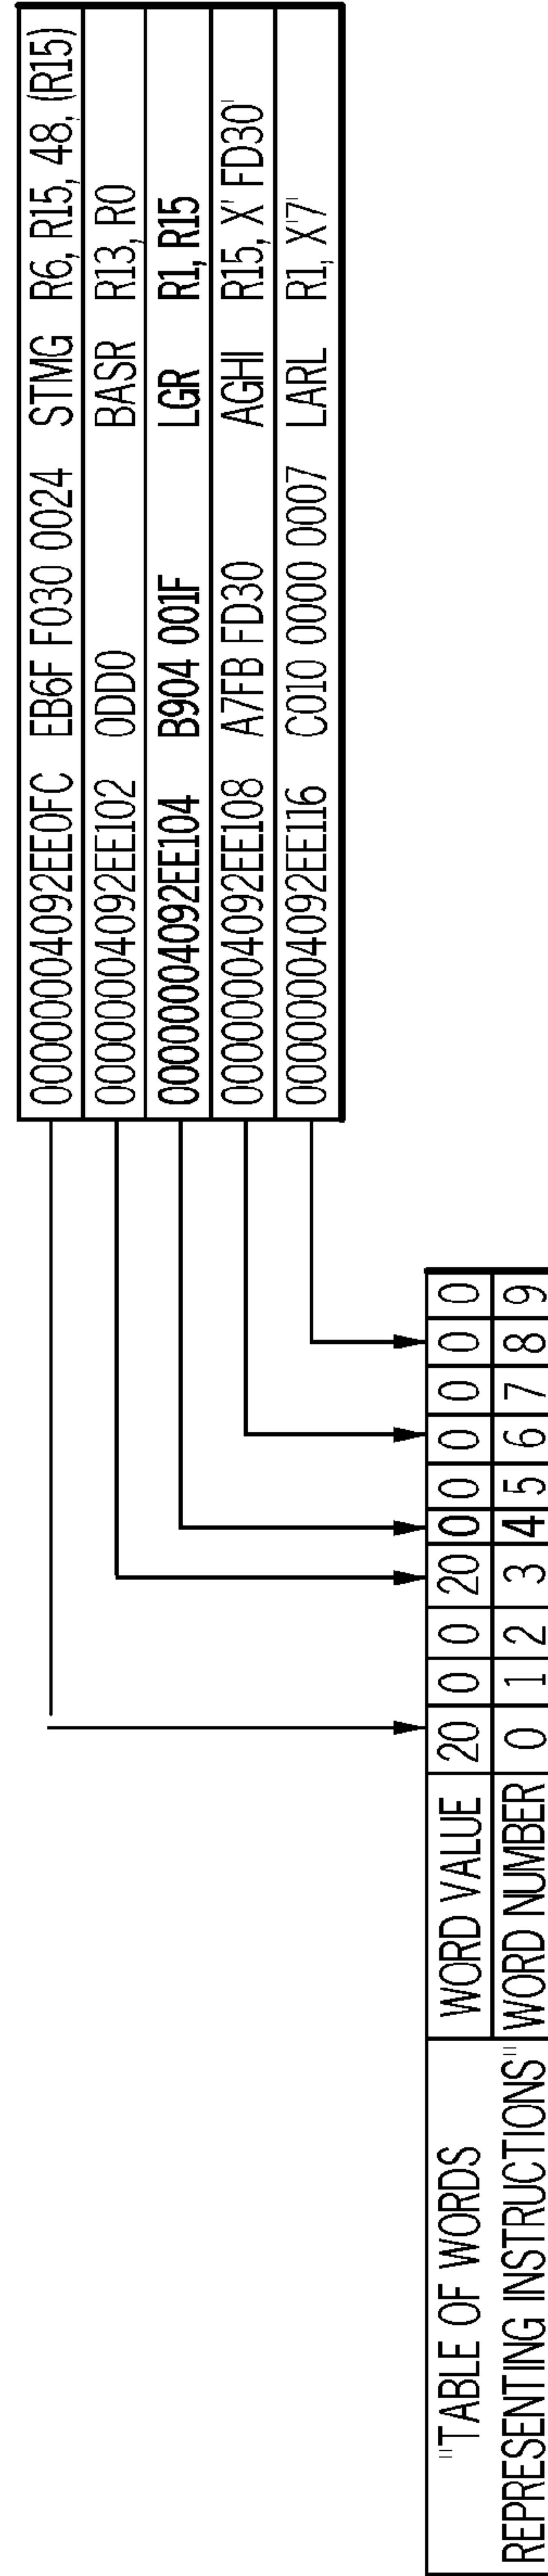 00000004092EE0FC EB6F F030 0024 STMG R6, R15, 48, (R15)
00000004092EE102 0DD0 BASR R13, R0
00000004092EE104 B904 001F LGR R1, R15
00000004092EE108 A7FB FD30 AGHI R15, X' FD30'
00000004092EE116 C010 0000 0007 LARL R1, X'7'
"TABLE OF WORDS
REPRESENTING INSTRUCTIONS"
WORD VALUE 20 0 0 20 0 0 0 0 0 0
WORD NUMBER 0 1 2 3 4 5 6 7 8 9